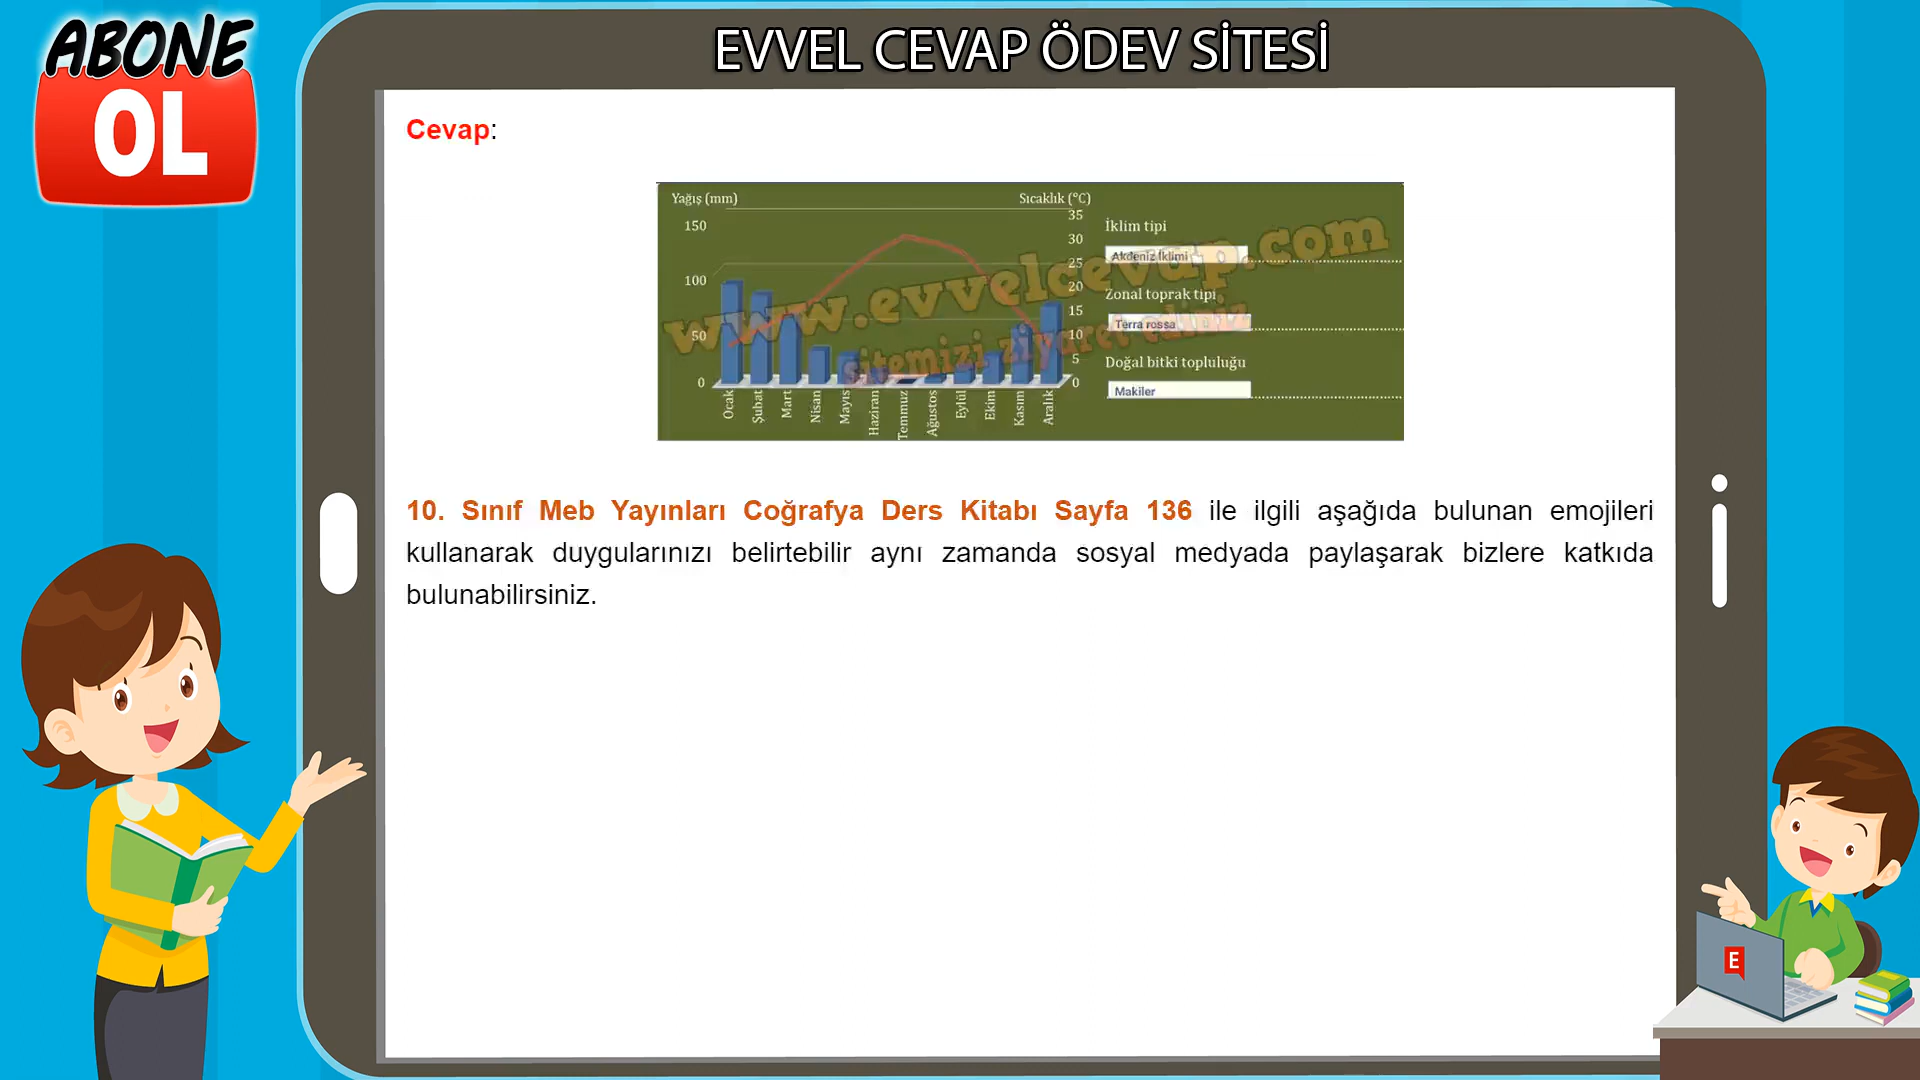 ABONE
OL
EVVEL CEVAP ÖDEV SİTESİ
Cevap:
Yağış (mm)
Sıcaklık (°C)
150
100
50
0
35
30
25
20
15
10
5
0
Ocak
Şubat
Mart
Nisan
Mayıs
Haziran
Temmuz
Ağustos
Eylül
Ekim
Kasım
Aralık
İklim tipi
Akdeniz İklimi
Zonal toprak tipi
Terra rossa
Doğal bitki topluluğu
Makiler
www.evvelcevap.com
sitemizi ziyaret ediniz
10. Sınıf Meb Yayınları Coğrafya Ders Kitabı Sayfa 136 ile ilgili aşağıda bulunan emojileri
kullanarak duygularınızı belirtebilir aynı zamanda sosyal medyada paylaşarak bizlere katkıda
bulunabilirsiniz.
E